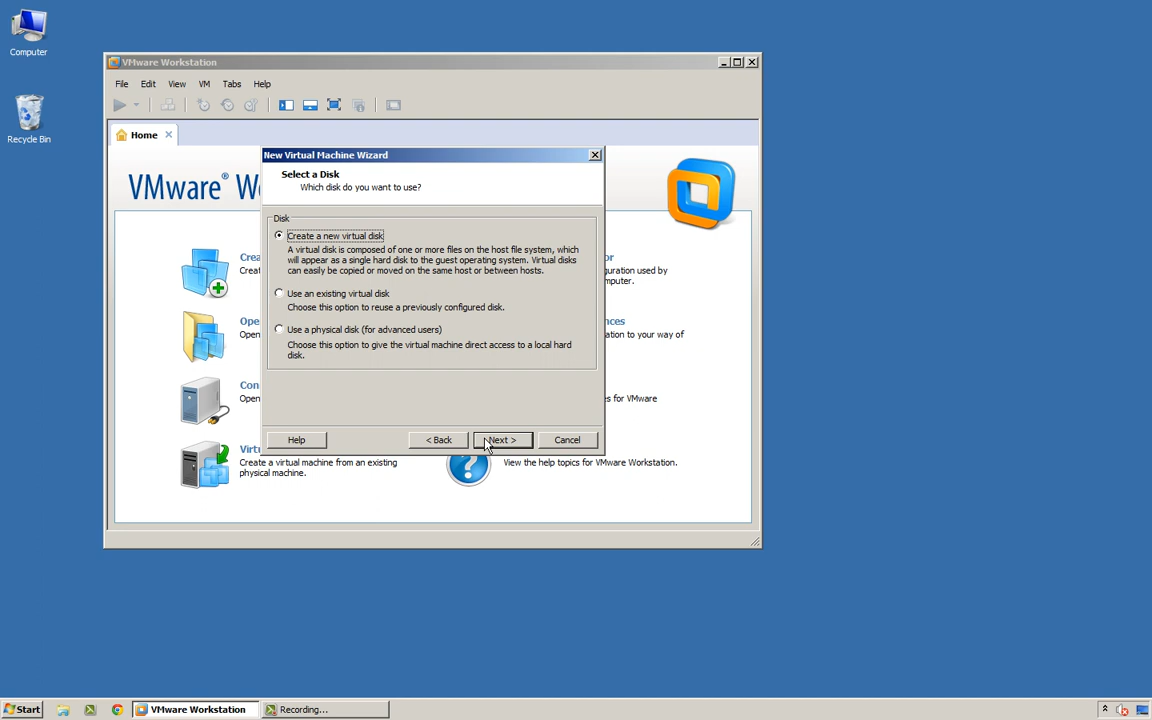 Computer
Recycle Bin
VMware Workstation
File Edit View VM Tabs Help
Home
New Virtual Machine Wizard
Select a Disk
Which disk do you want to use?
VMware® W
Disk
Create a new virtual disk
A virtual disk is composed of one or more files on the host file system, which
will appear as a single hard disk to the guest operating system. Virtual disks
can easily be copied or moved on the same host or between hosts.
Use an existing virtual disk
Choose this option to reuse a previously configured disk.
Use a physical disk (for advanced users)
Choose this option to give the virtual machine direct access to a local hard
disk.
Help < Back Next > Cancel
Crea
Creat
or
guration used by
mputer.
Ope
Open
nces
ation to your way of
Con
Open
es for VMware
Virtu
Create a virtual machine from an existing
physical machine.
View the help topics for VMware Workstation.
Start
VMware Workstation
Recording...